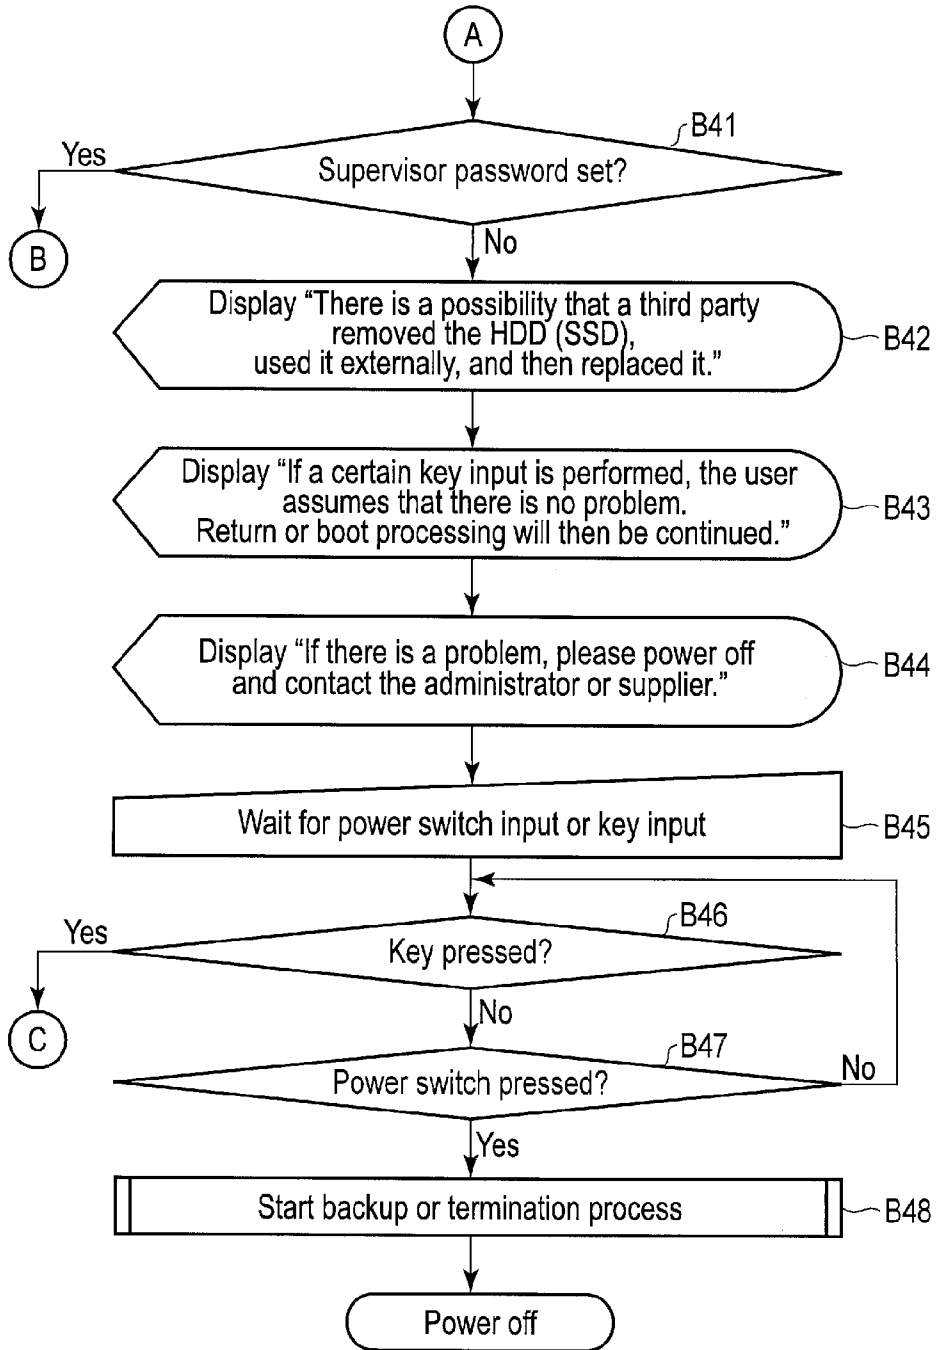 A
B41
Yes
Supervisor password set?
B
No
Display “There is a possibility that a third party
removed the HDD (SSD),
used it externally, and then replaced it.”
B42
Display “If a certain key input is performed, the user
assumes that there is no problem.
Return or boot processing will then be continued.”
B43
Display “If there is a problem, please power off
and contact the administrator or supplier.”
B44
Wait for power switch input or key input
B45
B46
Yes
Key pressed?
C
No
B47
Power switch pressed?
No
Yes
Start backup or termination process
B48
Power off